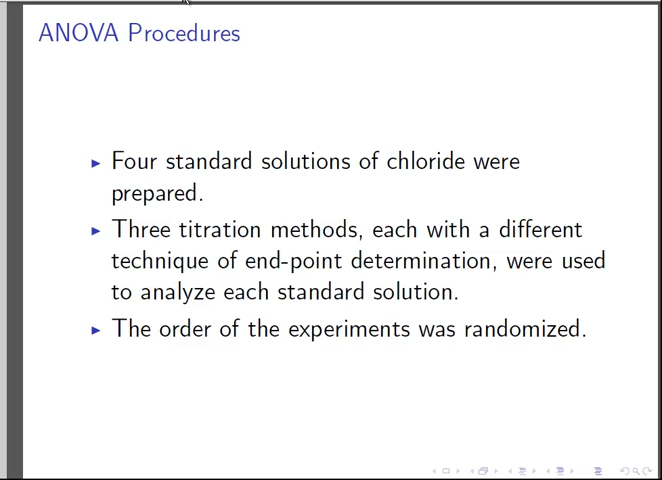 ANOVA Procedures
Four standard solutions of chloride were
prepared.
Three titration methods, each with a different
technique of end-point determination, were used
to analyze each standard solution.
The order of the experiments was randomized.